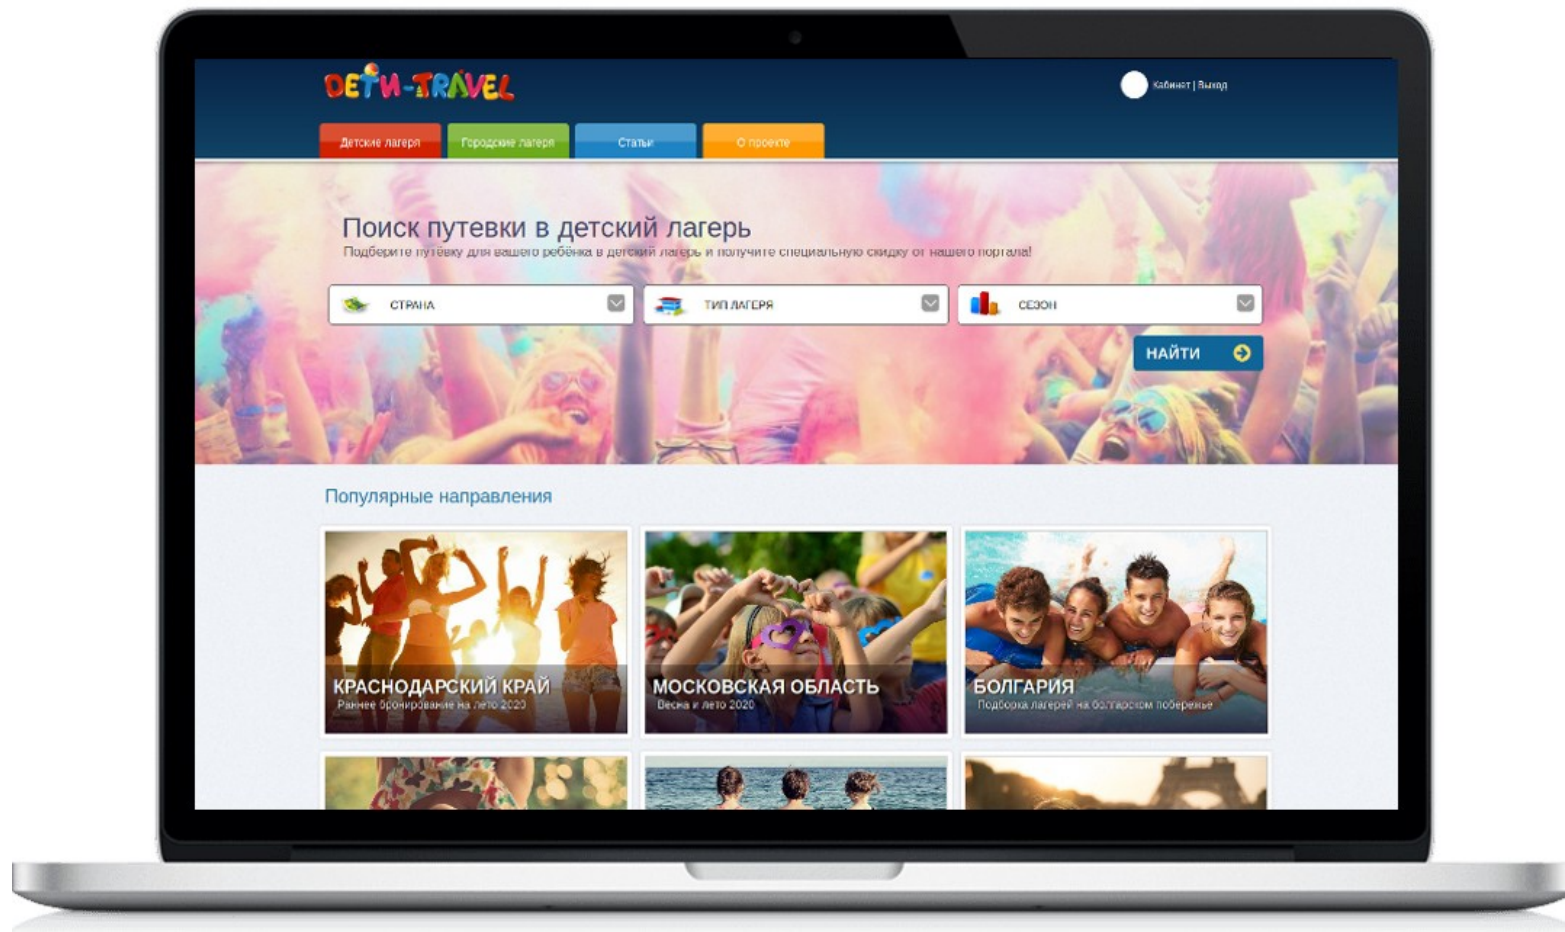 DЕТИ-TRAVEL
Кабинет | Выход
Детские лагеря
Городские лагеря
Статьи
О проекте
Поиск путевки в детский лагерь
Подберите путёвку для вашего ребёнка в детский лагерь и получите специальную скидку от нашего портала!
СТРАНА
ТИП ЛАГЕРЯ
СЕЗОН
НАЙТИ
Популярные направления
КРАСНОДАРСКИЙ КРАЙ
Раннее бронирование на лето 2020
МОСКОВСКАЯ ОБЛАСТЬ
Весна и лето 2020
БОЛГАРИЯ
Подборка лагерей на болгарском побережье